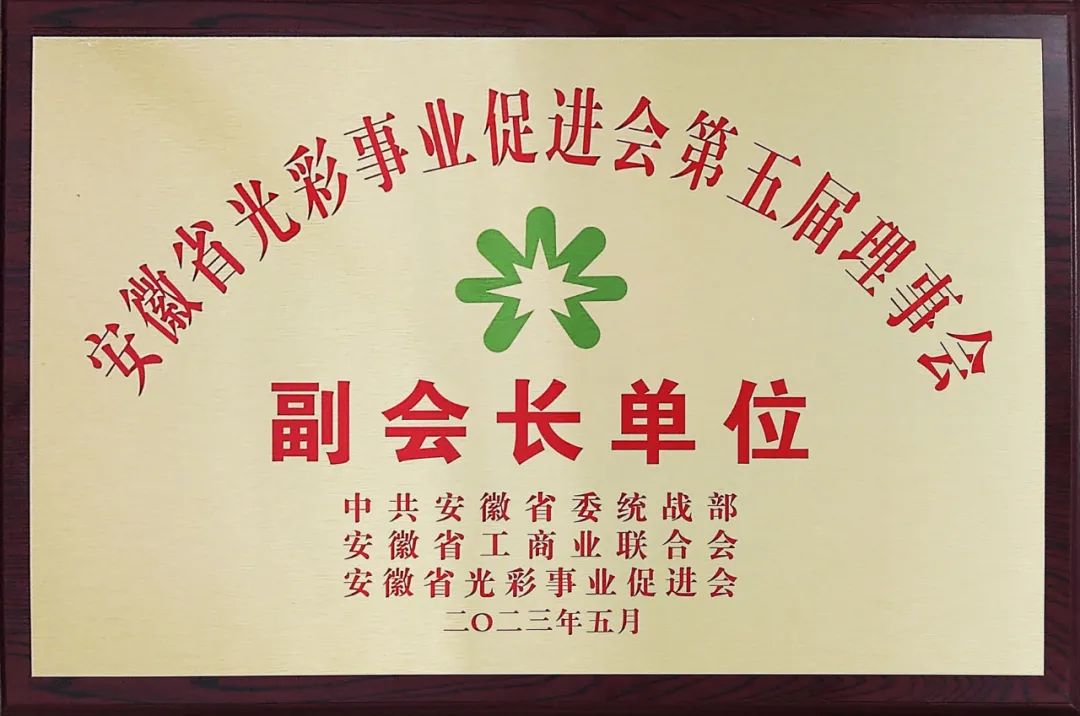 安徽省光彩事业促进会第五届理事会
副会长单位
中共安徽省委统战部
安徽省工商业联合会
安徽省光彩事业促进会
二〇二三年五月